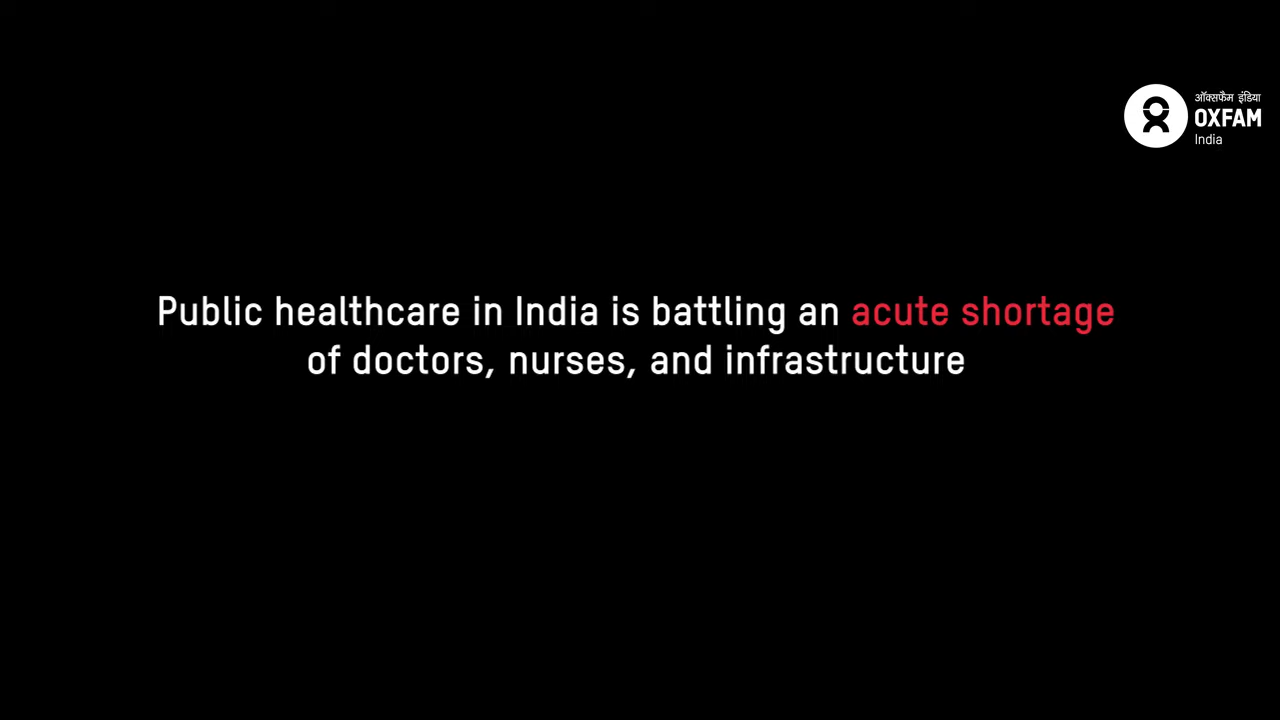 ऑक्सफैम इंडिया
OXFAM
India
Public healthcare in India is battling an acute shortage
of doctors, nurses, and infrastructure